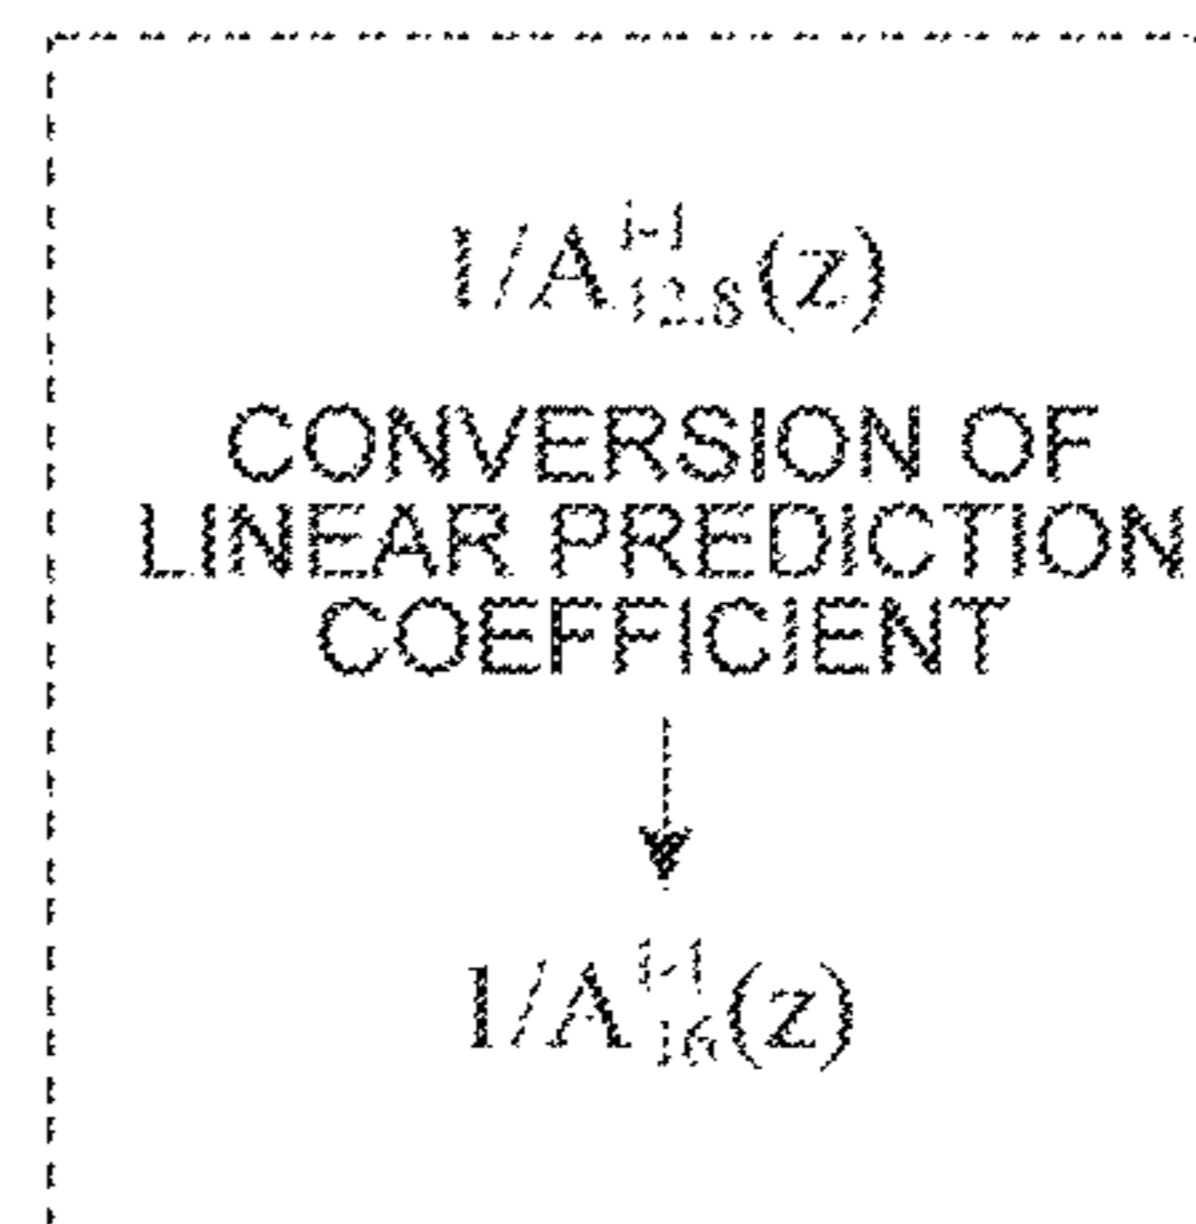 1/A^{i-1}_{12.8}(z)
CONVERSION OF
LINEAR PREDICTION
COEFFICIENT
1/A^{i-1}_{16}(z)